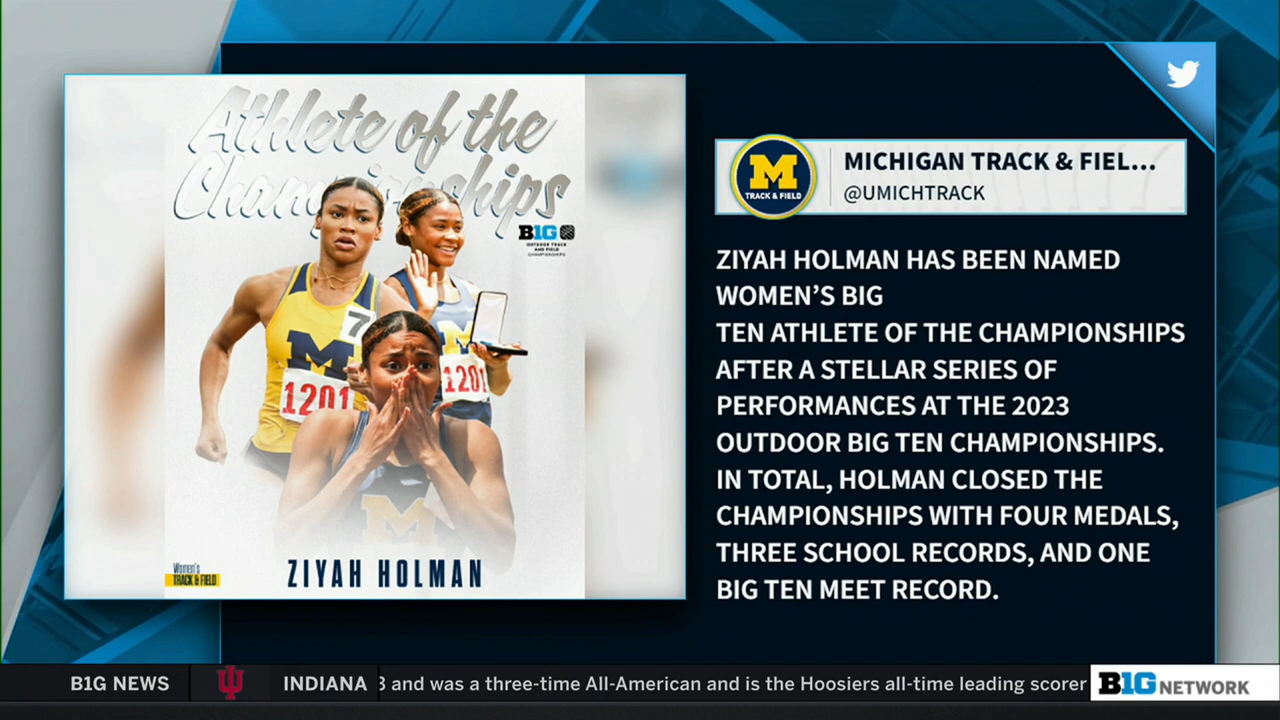 Athlete of the
Championships
B1G
OUTDOOR TRACK
AND FIELD
CHAMPIONSHIPS
7
M
M
1201
1201
M
Women's
TRACK & FIELD
ZIYAH HOLMAN
M
TRACK & FIELD
MICHIGAN TRACK & FIEL...
@UMICHTRACK
ZIYAH HOLMAN HAS BEEN NAMED
WOMEN'S BIG
TEN ATHLETE OF THE CHAMPIONSHIPS
AFTER A STELLAR SERIES OF
PERFORMANCES AT THE 2023
OUTDOOR BIG TEN CHAMPIONSHIPS.
IN TOTAL, HOLMAN CLOSED THE
CHAMPIONSHIPS WITH FOUR MEDALS,
THREE SCHOOL RECORDS, AND ONE
BIG TEN MEET RECORD.
B1G NEWS INDIANA 3 and was a three-time All-American and is the Hoosiers all-time leading scorer B1G NETWORK